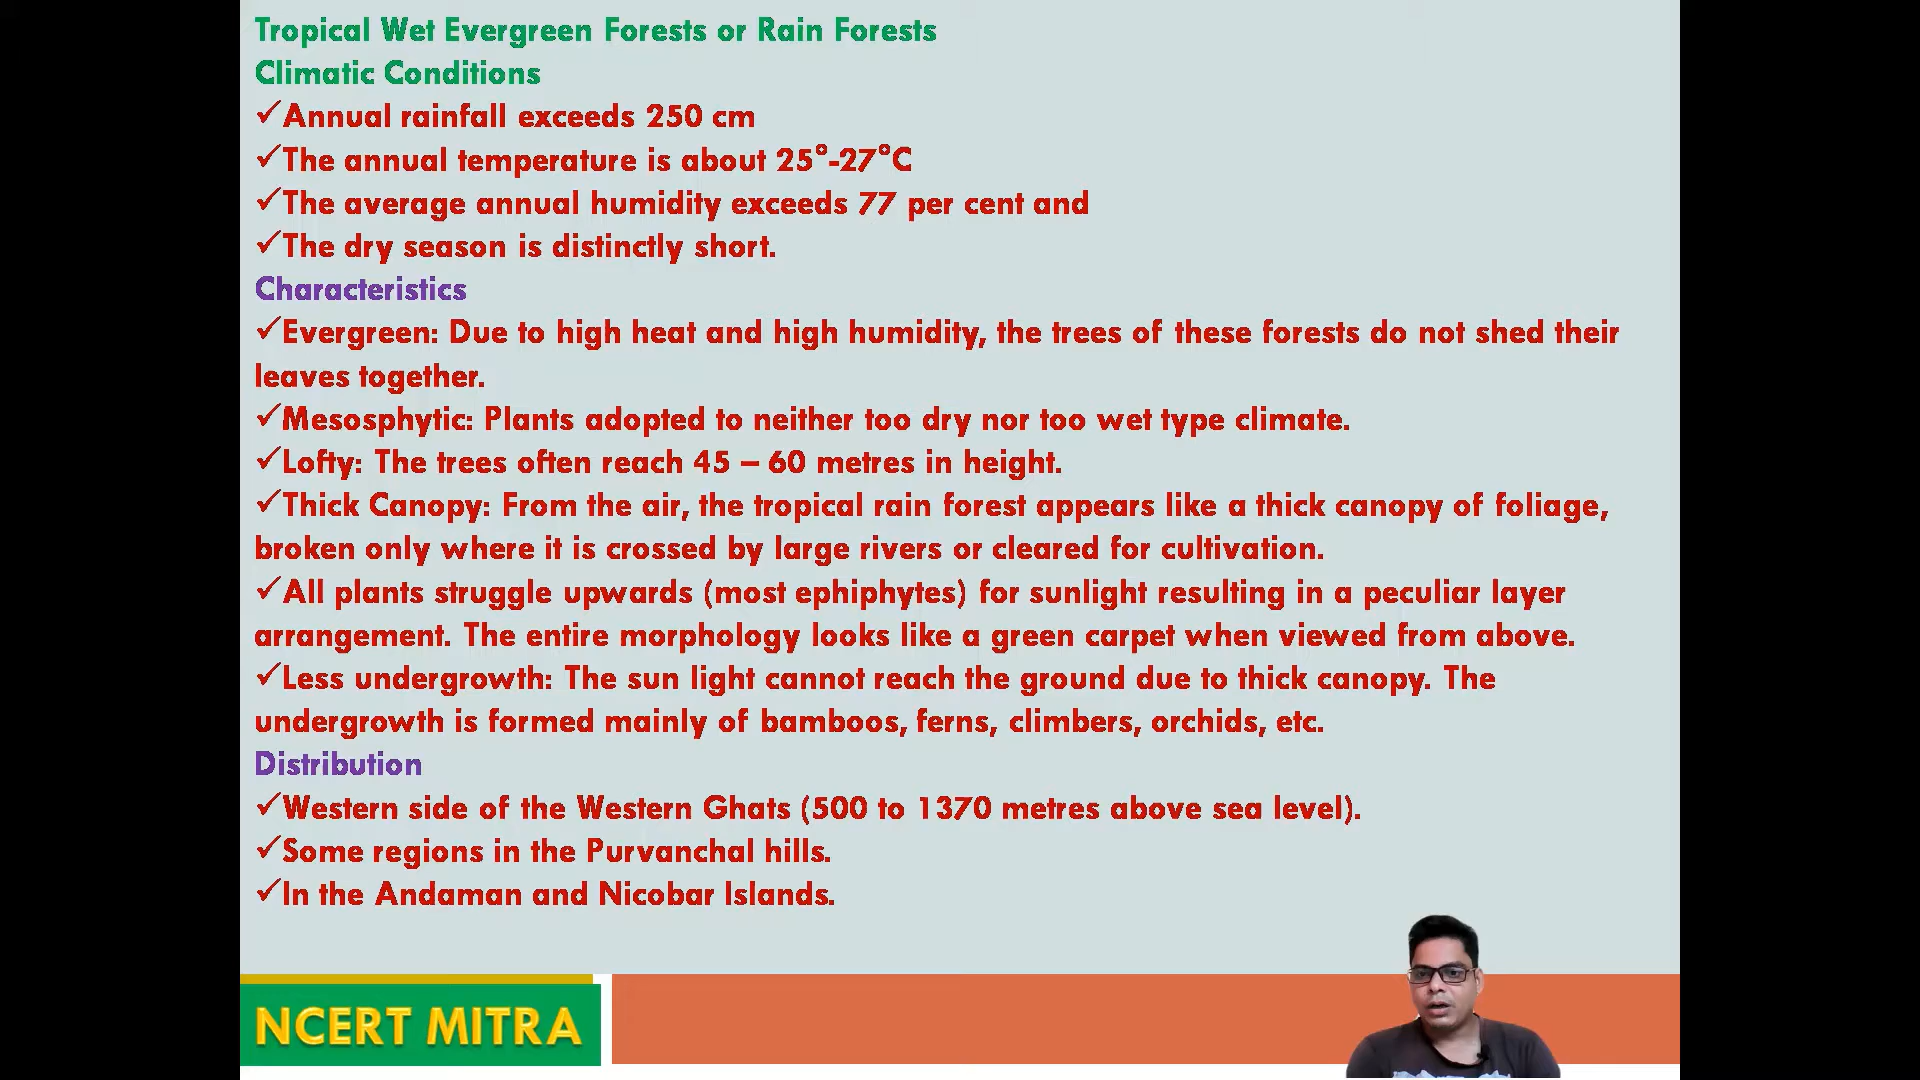 Tropical Wet Evergreen Forests or Rain Forests
Climatic Conditions
✓Annual rainfall exceeds 250 cm
✓The annual temperature is about 25°-27°C
✓The average annual humidity exceeds 77 per cent and
✓The dry season is distinctly short.
Characteristics
✓Evergreen: Due to high heat and high humidity, the trees of these forests do not shed their
leaves together.
✓Mesosphytic: Plants adopted to neither too dry nor too wet type climate.
✓Lofty: The trees often reach 45 – 60 metres in height.
✓Thick Canopy: From the air, the tropical rain forest appears like a thick canopy of foliage,
broken only where it is crossed by large rivers or cleared for cultivation.
✓All plants struggle upwards (most ephiphytes) for sunlight resulting in a peculiar layer
arrangement. The entire morphology looks like a green carpet when viewed from above.
✓Less undergrowth: The sun light cannot reach the ground due to thick canopy. The
undergrowth is formed mainly of bamboos, ferns, climbers, orchids, etc.
Distribution
✓Western side of the Western Ghats (500 to 1370 metres above sea level).
✓Some regions in the Purvanchal hills.
✓In the Andaman and Nicobar Islands.
NCERT MITRA